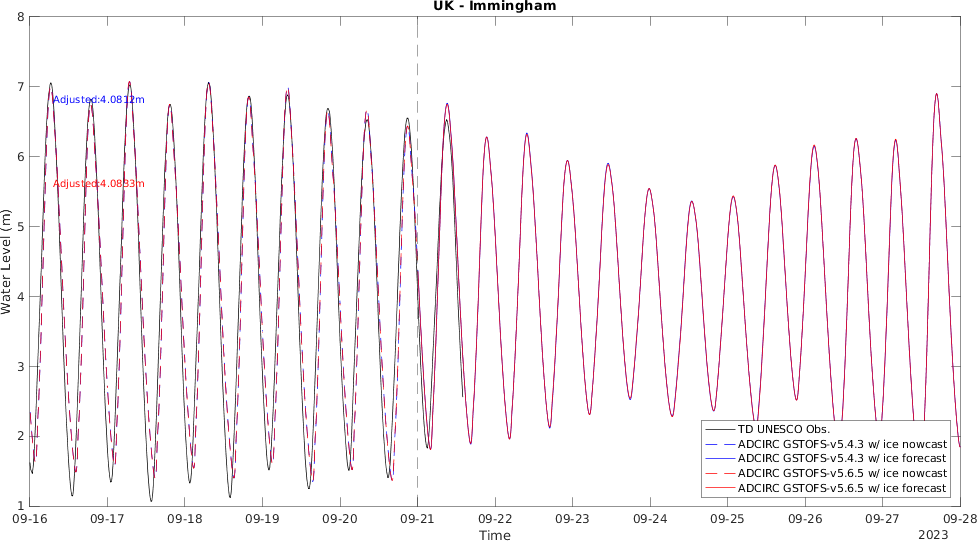 UK - Immingham
8
7
6
5
4
3
2
1
Water Level (m)
Adjusted:4.0812m
Adjusted:4.0833m
TD UNESCO Obs.
ADCIRC GSTOFS-v5.4.3 w/ ice nowcast
ADCIRC GSTOFS-v5.4.3 w/ ice forecast
ADCIRC GSTOFS-v5.6.5 w/ ice nowcast
ADCIRC GSTOFS-v5.6.5 w/ ice forecast
09-16 09-17 09-18 09-19 09-20 09-21 09-22 09-23 09-24 09-25 09-26 09-27 09-28
Time
2023